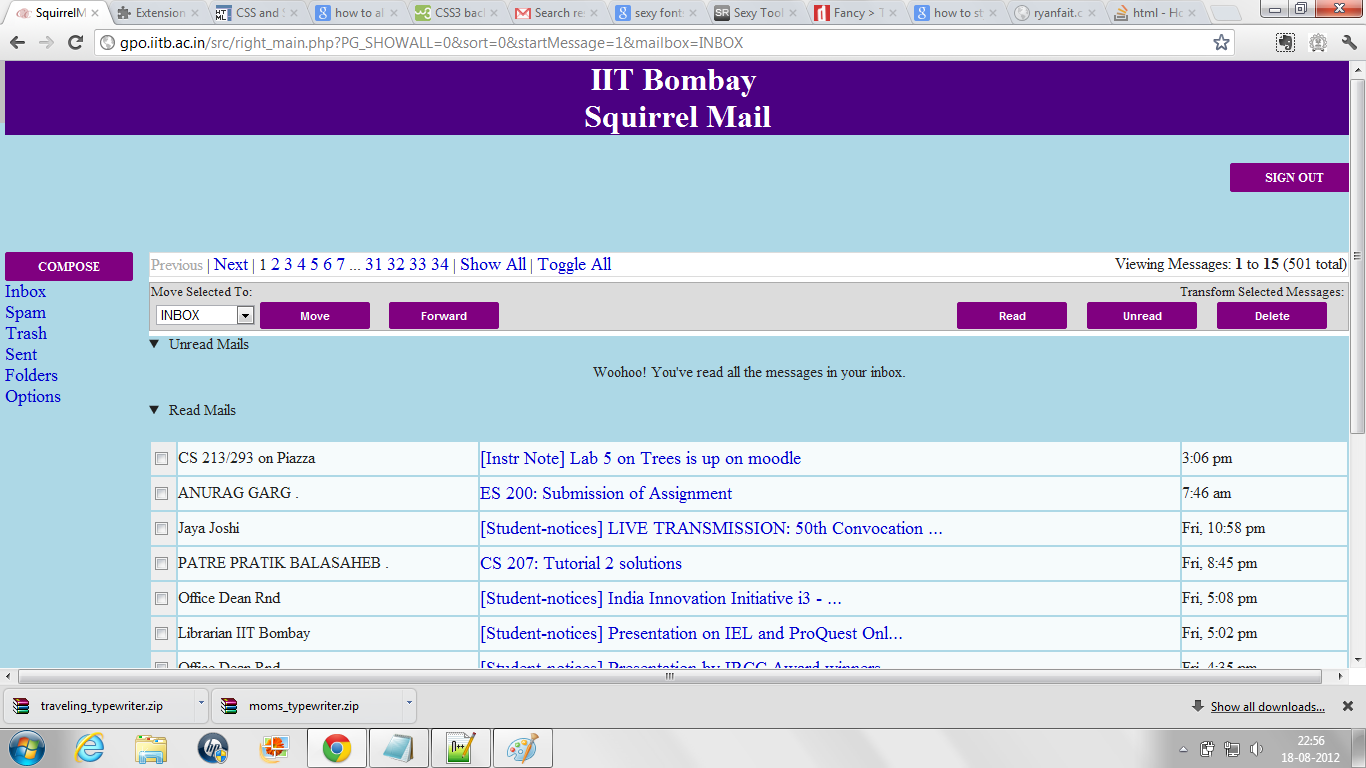 SquirrelM
Extension
CSS and S
how to al
CSS3 bac
Search re
sexy fonts
Sexy Tool
Fancy > T
how to st
ryanfait.c
html - Ho
gpo.iitb.ac.in/src/right_main.php?PG_SHOWALL=0&sort=0&startMessage=1&mailbox=INBOX
IIT Bombay
Squirrel Mail
SIGN OUT
COMPOSE
Inbox
Spam
Trash
Sent
Folders
Options
Previous | Next | 1 2 3 4 5 6 7 ... 31 32 33 34 | Show All | Toggle All
Viewing Messages: 1 to 15 (501 total)
Move Selected To:
Transform Selected Messages:
INBOX
Move
Forward
Read
Unread
Delete
▼ Unread Mails
Woohoo! You've read all the messages in your inbox.
▼ Read Mails
CS 213/293 on Piazza [Instr Note] Lab 5 on Trees is up on moodle 3:06 pm
ANURAG GARG . ES 200: Submission of Assignment 7:46 am
Jaya Joshi [Student-notices] LIVE TRANSMISSION: 50th Convocation ... Fri, 10:58 pm
PATRE PRATIK BALASAHEB . CS 207: Tutorial 2 solutions Fri, 8:45 pm
Office Dean Rnd [Student-notices] India Innovation Initiative i3 - ... Fri, 5:08 pm
Librarian IIT Bombay [Student-notices] Presentation on IEL and ProQuest Onl... Fri, 5:02 pm
Office Dean Rnd [Student-notices] Presentation by IRCC Award winners Fri, 4:35 pm
traveling_typewriter.zip
moms_typewriter.zip
Show all downloads...
22:56
18-08-2012